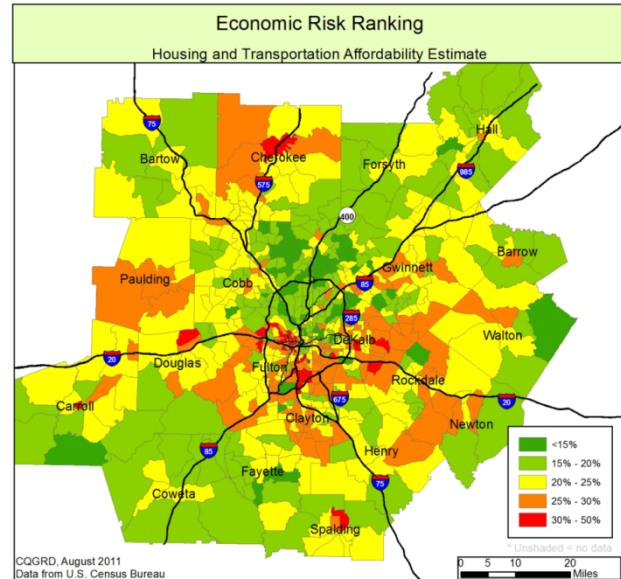 Economic Risk Ranking
Housing and Transportation Affordability Estimate
75
Hall
Bartow
Cherokee
Forsyth
575
985
400
Barrow
Paulding
Cobb
85
Gwinnett
285
DeKalb
Walton
20
Douglas
Fulton
Rockdale
Carroll
675
20
Clayton
Newton
85
Henry
Fayette
75
Coweta
Spalding
<15%
15% - 20%
20% - 25%
25% - 30%
30% - 50%
* Unshaded = no data
CQGRD, August 2011
Data from U.S. Census Bureau
0 10 20
Miles